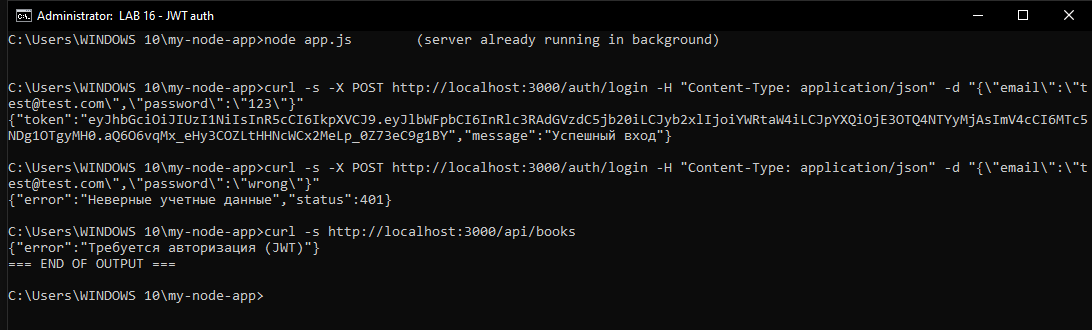 Administrator: LAB 16 - JWT auth
C:\Users\WINDOWS 10\my-node-app>node app.js        (server already running in background)
C:\Users\WINDOWS 10\my-node-app>curl -s -X POST http://localhost:3000/auth/login -H "Content-Type: application/json" -d "{\"email\":\"t
est@test.com\",\"password\":\"123\"}"
{"token":"eyJhbGciOiJIUzI1NiIsInR5cCI6IkpXVCJ9.eyJlbWFpbCI6InRlc3RAdGVzdC5jb20iLCJyb2xlIjoiYWRtaW4iLCJpYXQiOjE3OTQ4NTYyMjAsImV4cCI6MTc5
NDg1OTgyMH0.aQ6O6vqMx_eHy3COZLtHHNcWCx2MeLp_0Z73eC9g1BY","message":"Успешный вход"}
C:\Users\WINDOWS 10\my-node-app>curl -s -X POST http://localhost:3000/auth/login -H "Content-Type: application/json" -d "{\"email\":\"t
est@test.com\",\"password\":\"wrong\"}"
{"error":"Неверные учетные данные","status":401}
C:\Users\WINDOWS 10\my-node-app>curl -s http://localhost:3000/api/books
{"error":"Требуется авторизация (JWT)"}
=== END OF OUTPUT ===
C:\Users\WINDOWS 10\my-node-app>